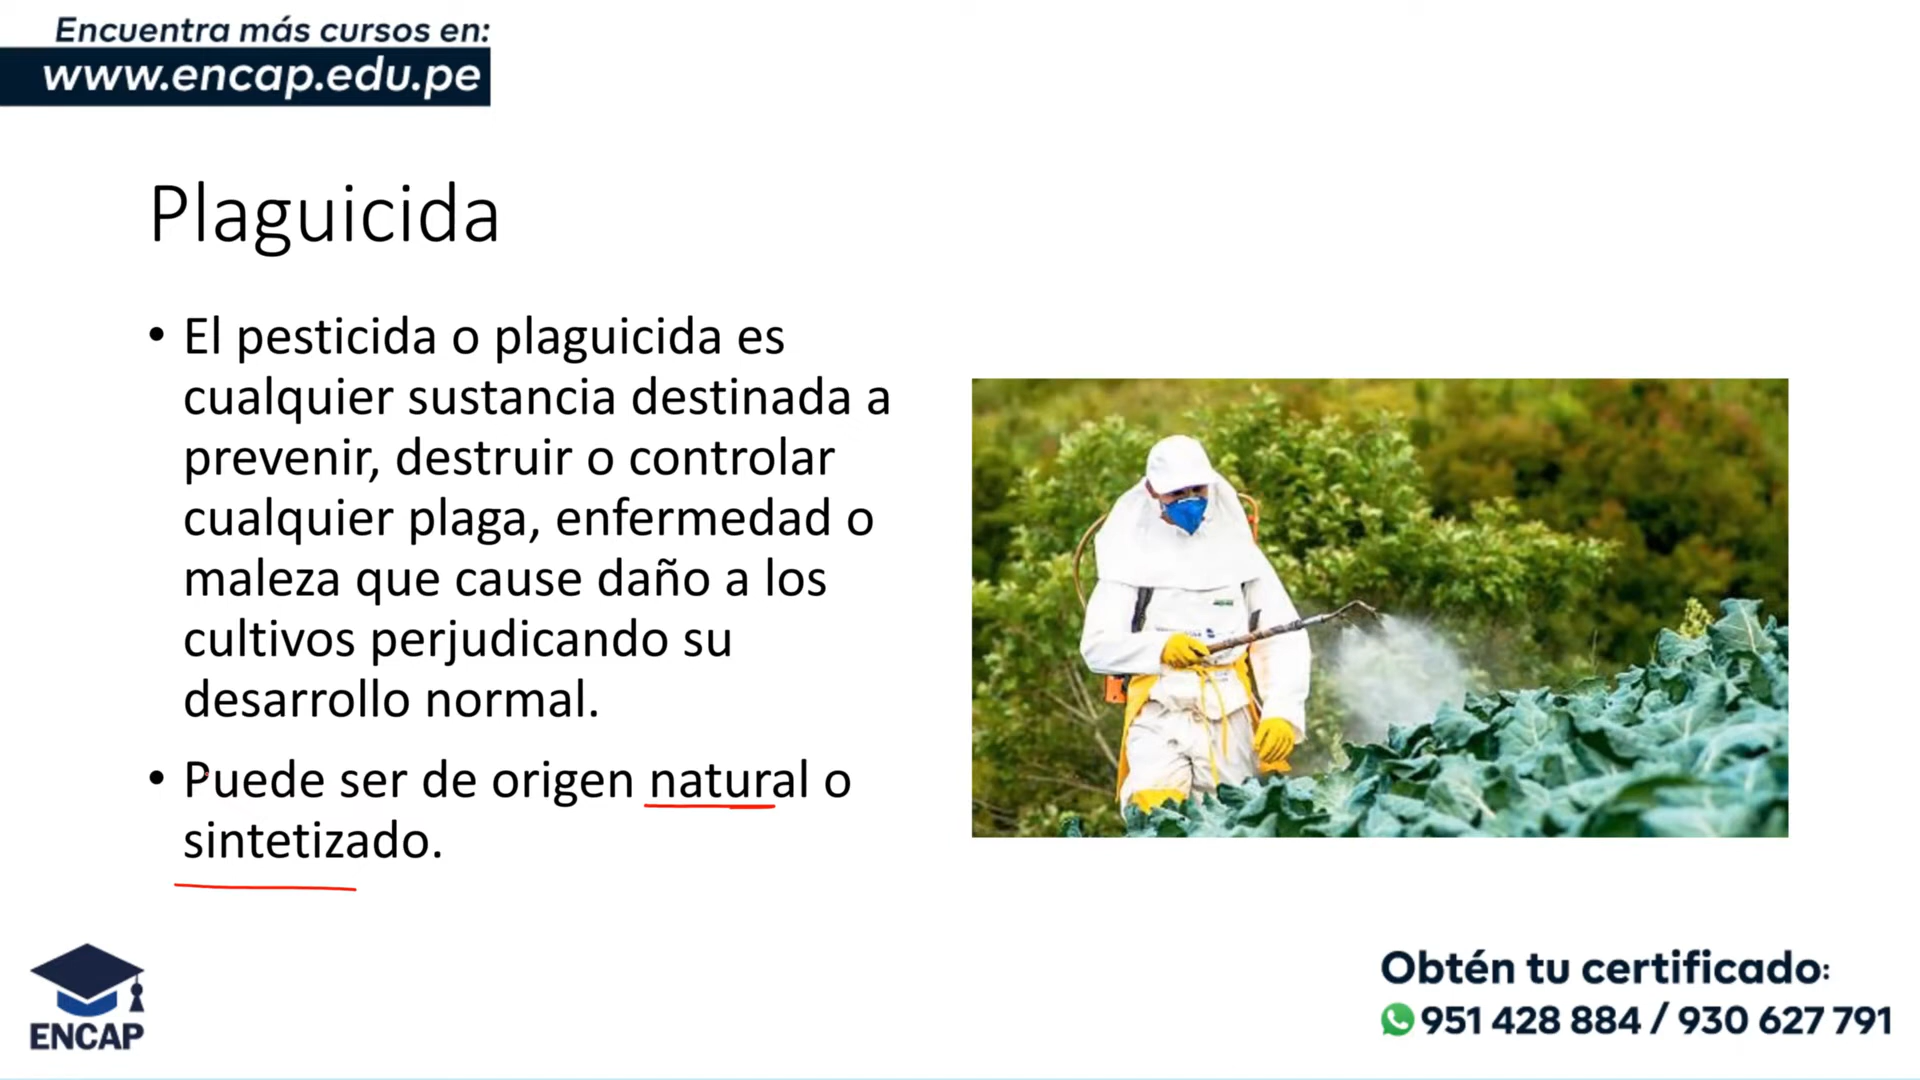 Encuentra más cursos en:
www.encap.edu.pe
Plaguicida
• El pesticida o plaguicida es
cualquier sustancia destinada a
prevenir, destruir o controlar
cualquier plaga, enfermedad o
maleza que cause daño a los
cultivos perjudicando su
desarrollo normal.
• Puede ser de origen natural o
sintetizado.
ENCAP
Obtén tu certificado:
951 428 884 / 930 627 791